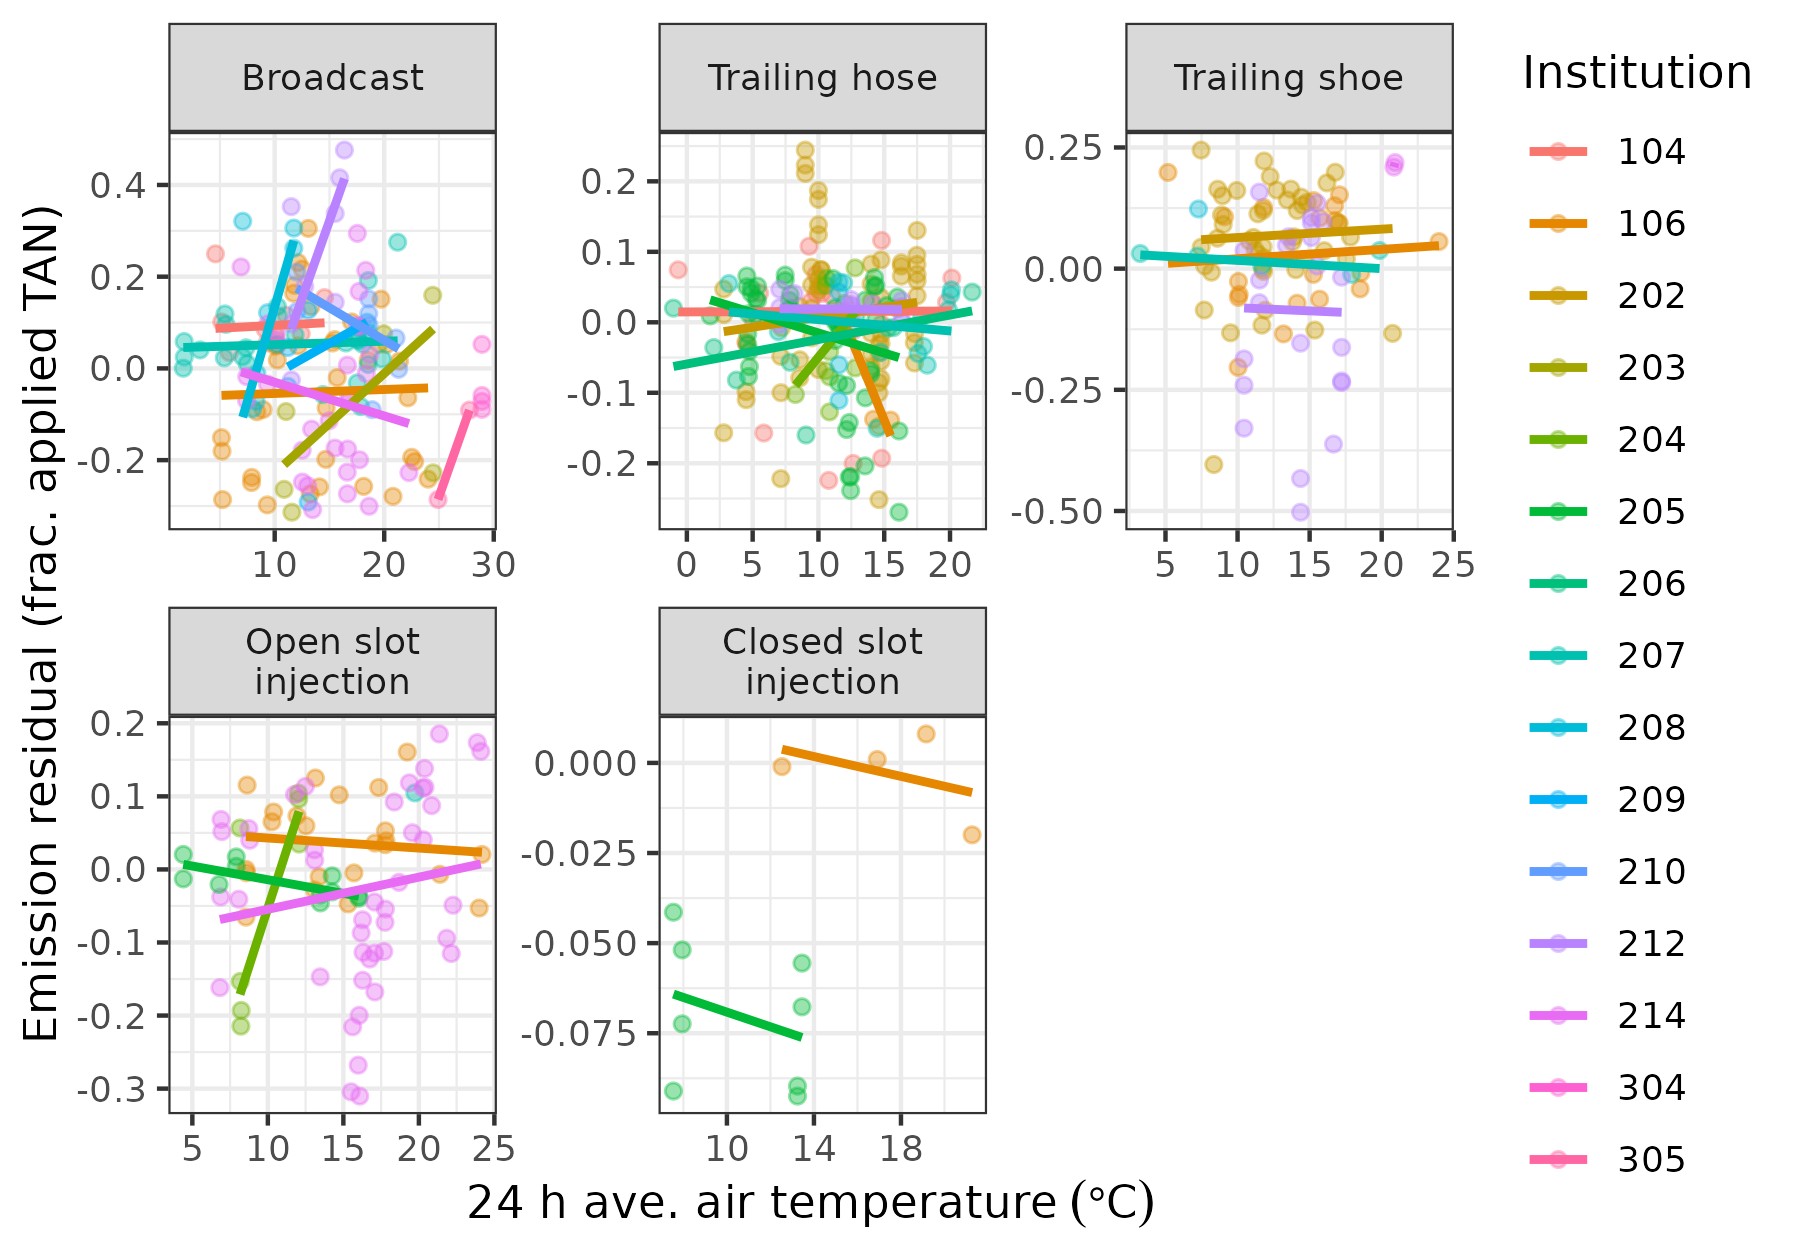 Broadcast
Trailing hose
Trailing shoe
Institution
104
106
202
203
204
205
206
207
208
209
210
212
214
304
305
0.4
0.2
0.0
-0.2
10 20 30
0.2
0.1
0.0
-0.1
-0.2
0 5 10 15 20
0.25
0.00
-0.25
-0.50
5 10 15 20 25
Open slot
injection
Closed slot
injection
0.2
0.1
0.0
-0.1
-0.2
-0.3
5 10 15 20 25
0.000
-0.025
-0.050
-0.075
10 14 18
Emission residual (frac. applied TAN)
24 h ave. air temperature (°C)